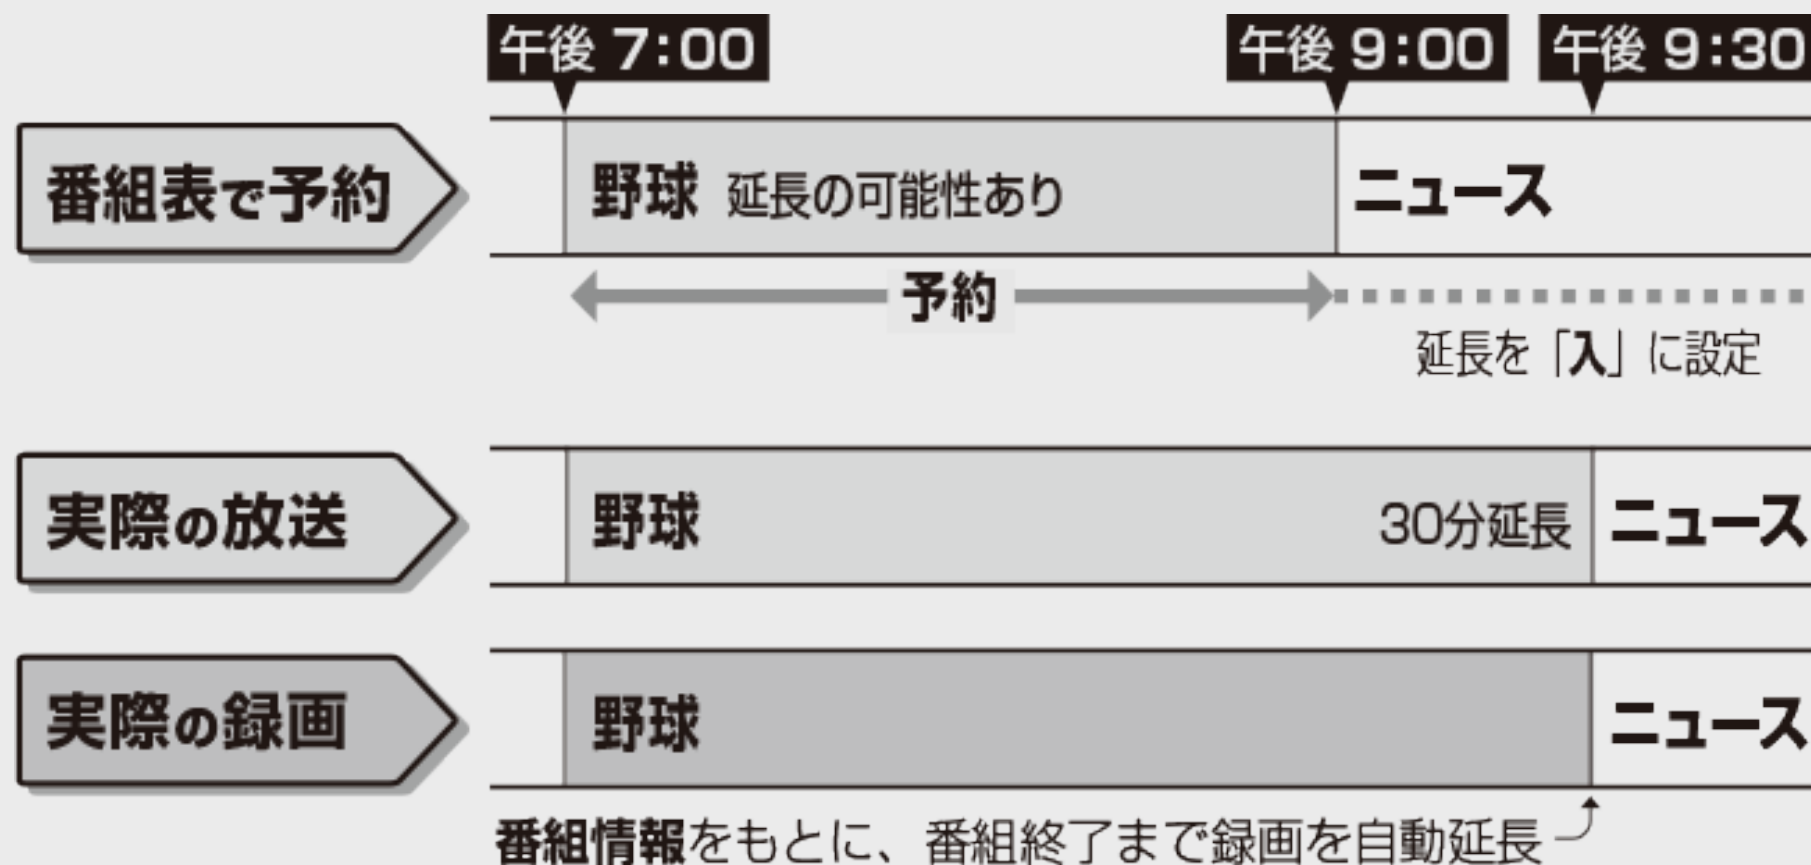 午後 7:00 午後 9:00 午後 9:30
番組表で予約 野球 延長の可能性あり ニュース
予約
延長を「入」に設定
実際の放送 野球 30分延長 ニュース
実際の録画 野球 ニュース
番組情報をもとに、番組終了まで録画を自動延長